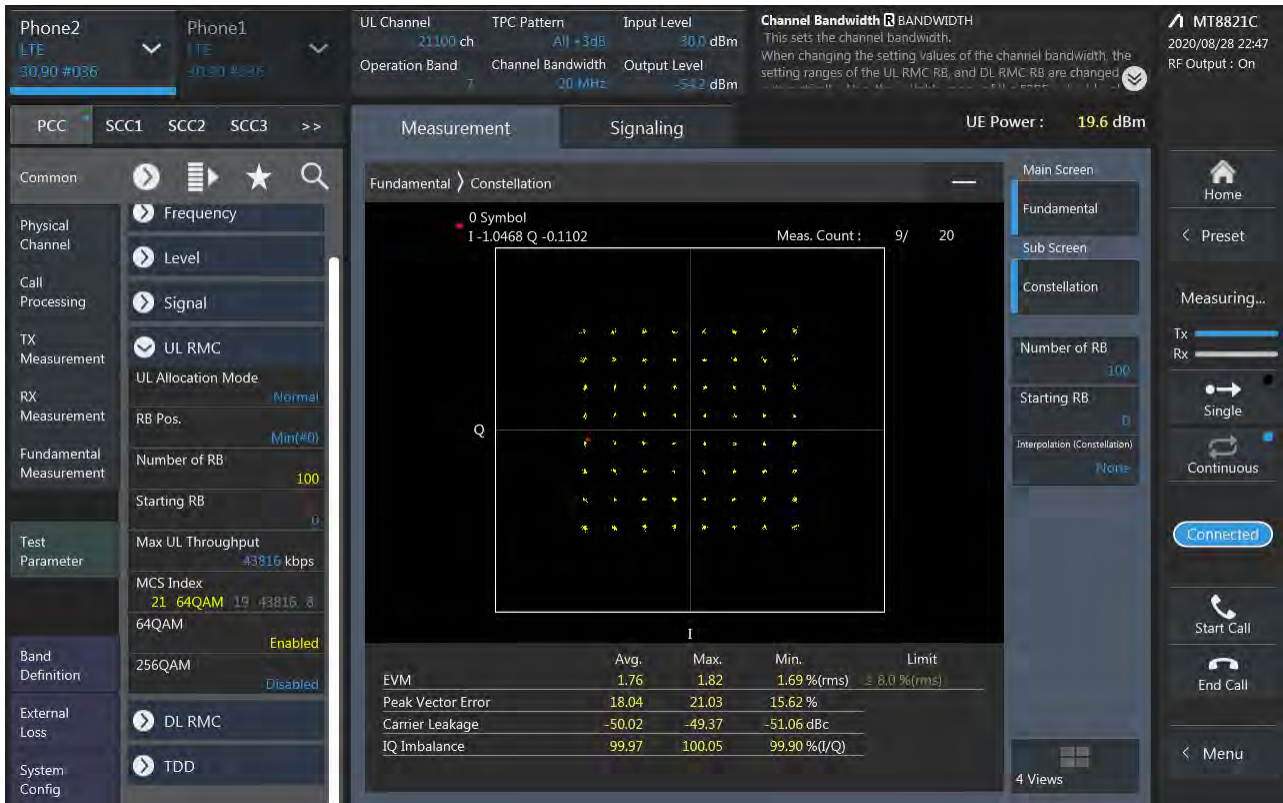 Phone2
LTE
30.90 #036
Phone1
LTE
30.90 #036
UL Channel
21100 ch
Operation Band
7
TPC Pattern
All +3dB
Channel Bandwidth
20 MHz
Input Level
30.0 dBm
Output Level
-54.2 dBm
Channel Bandwidth R BANDWIDTH
This sets the channel bandwidth.
When changing the setting values of the channel bandwidth, the
setting ranges of the UL RMC RB, and DL RMC RB are changed
MT8821C
2020/08/28 22:47
RF Output : On
PCC SCC1 SCC2 SCC3 >>
Measurement
Signaling
UE Power : 19.6 dBm
Common
Physical
Channel
Call
Processing
TX
Measurement
RX
Measurement
Fundamental
Measurement
Test
Parameter
Band
Definition
External
Loss
System
Config
Frequency
Level
Signal
UL RMC
UL Allocation Mode
Normal
RB Pos.
Min(#0)
Number of RB
100
Starting RB
0
Max UL Throughput
43816 kbps
MCS Index
21 64QAM 19 43816 8
64QAM
Enabled
256QAM
Disabled
DL RMC
TDD
Fundamental 〉 Constellation
0 Symbol
I -1.0468 Q -0.1102
Meas. Count : 9/ 20
Q
I
Avg. Max. Min. Limit
EVM 1.76 1.82 1.69 %(rms) ≤ 8.0 %(rms)
Peak Vector Error 18.04 21.03 15.62 %
Carrier Leakage -50.02 -49.37 -51.06 dBc
IQ Imbalance 99.97 100.05 99.90 %(I/Q)
Main Screen
Fundamental
Sub Screen
Constellation
Number of RB
100
Starting RB
0
Interpolation (Constellation)
None
4 Views
Home
< Preset
Measuring...
Tx
Rx
Single
Continuous
Connected
Start Call
End Call
< Menu